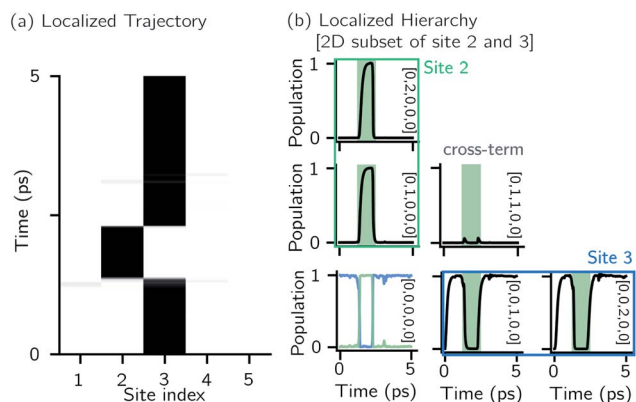 (a) Localized Trajectory
(b) Localized Hierarchy
[2D subset of site 2 and 3]
5
Time (ps)
0
1 2 3 4 5
Site index
Site 2
1
Population
0
[0,2,0,0,0]
cross-term
1
Population
0
[0,1,0,0,0]
[0,1,1,0,0]
Site 3
1
Population
0
[0,0,0,0,0]
[0,0,1,0,0]
[0,0,2,0,0]
0 5
0 5
0 5
Time (ps)
Time (ps)
Time (ps)